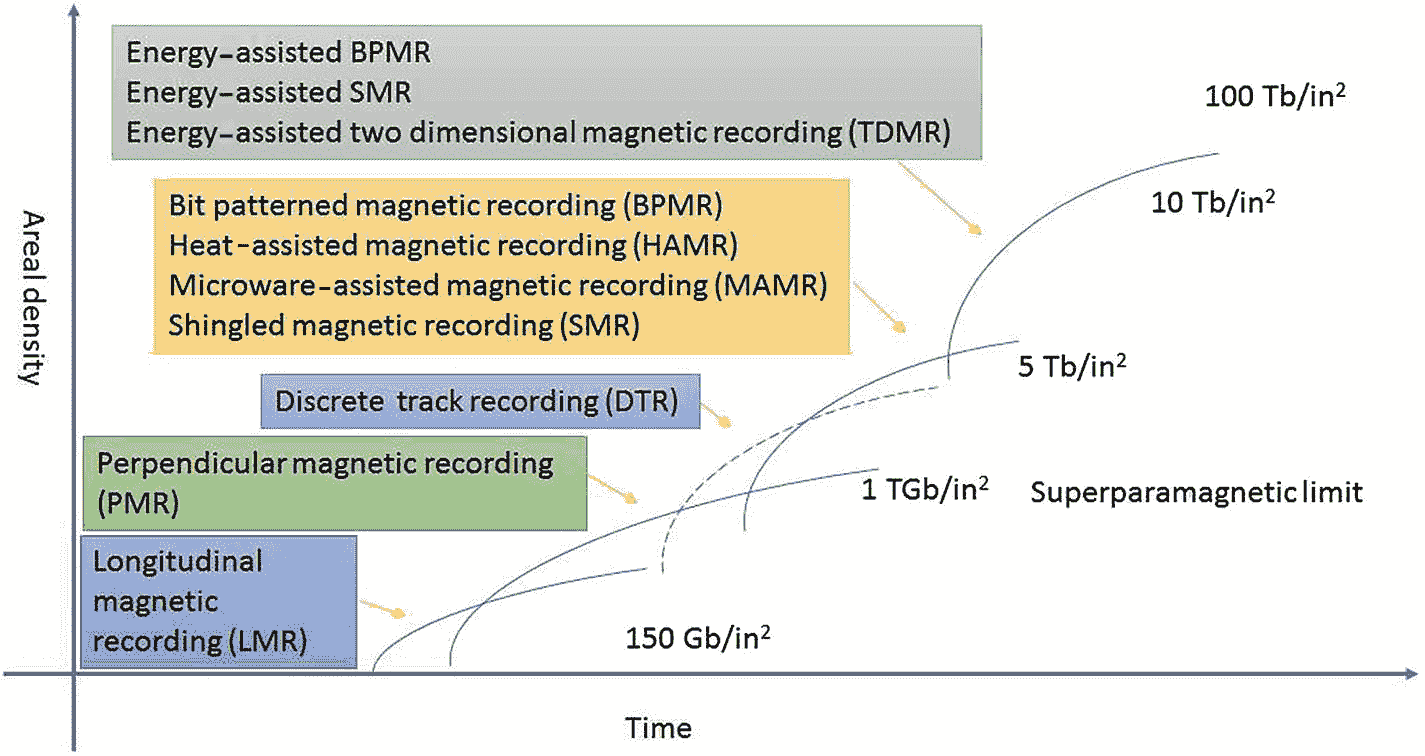 Energy-assisted BPMR
Energy-assisted SMR
Energy-assisted two dimensional magnetic recording (TDMR)
100 Tb/in²
Bit patterned magnetic recording (BPMR)
10 Tb/in²
Heat-assisted magnetic recording (HAMR)
Microware-assisted magnetic recording (MAMR)
Shingled magnetic recording (SMR)
Areal density
5 Tb/in²
Discrete track recording (DTR)
Perpendicular magnetic recording
(PMR)
1 TGb/in²
Superparamagnetic limit
Longitudinal
magnetic
recording (LMR)
150 Gb/in²
Time